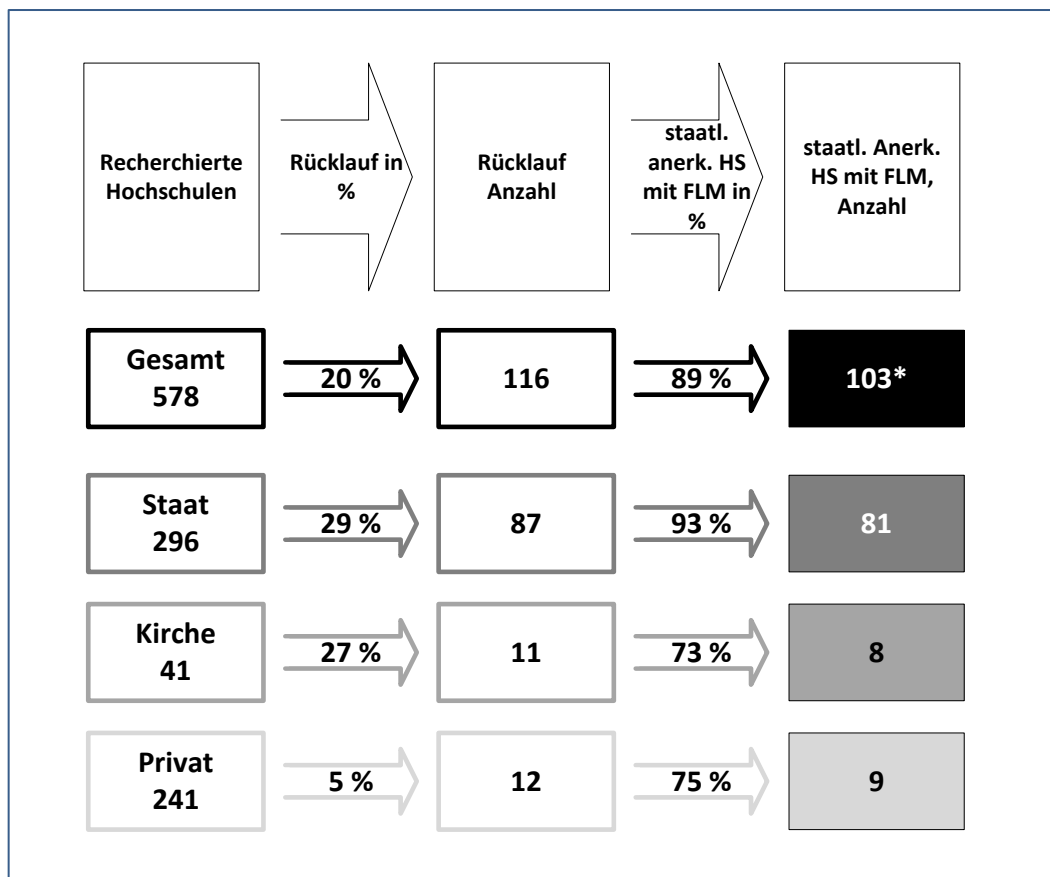 Recherchierte
Hochschulen
Rücklauf in
%
Rücklauf
Anzahl
staatl.
anerk. HS
mit FLM in
%
staatl. Anerk.
HS mit FLM,
Anzahl
Gesamt
578
20 %
116
89 %
103*
Staat
296
29 %
87
93 %
81
Kirche
41
27 %
11
73 %
8
Privat
241
5 %
12
75 %
9